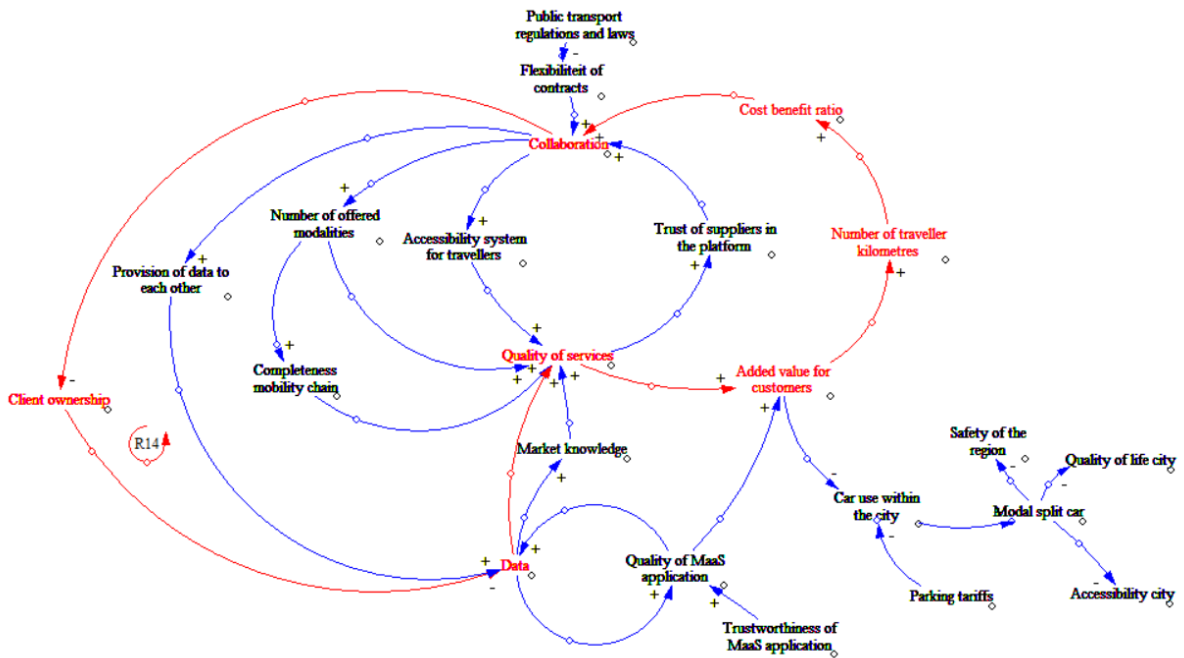 Public transport
regulations and laws
-
Flexibiliteit of
contracts
Cost benefit ratio
+
+
+
+
Collaboration
+
Number of offered
modalities
+
Accessibility system
for travellers
Trust of suppliers in
the platform
+
Number of traveller
kilometres
+
+
Provision of data to
each other
+
+
Quality of services
+
+
+
+
+
Completeness
mobility chain
Added value for
customers
+
+
-
Client ownership
R14
Market knowledge
+
Safety of the
region
-
Quality of life city
-
-
Car use within
the city
-
Modal split car
+
-
Data
+
Quality of MaaS
application
+
+
Parking tariffs
-
Accessibility city
Trustworthiness of
MaaS application